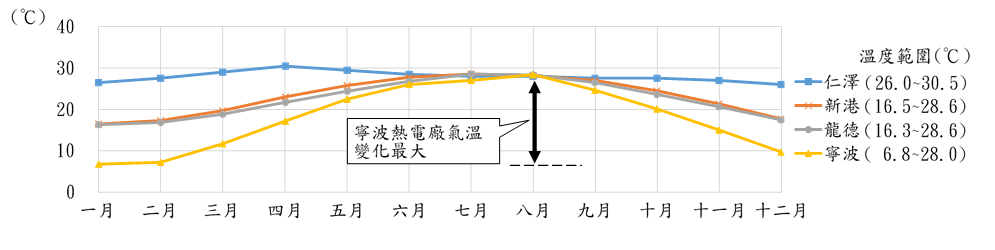 (℃)
40
30
20
10
0
一月 二月 三月 四月 五月 六月 七月 八月 九月 十月 十一月 十二月
寧波熱電廠氣溫
變化最大
溫度範圍(℃)
仁澤(26.0~30.5)
新港(16.5~28.6)
龍德(16.3~28.6)
寧波( 6.8~28.0)